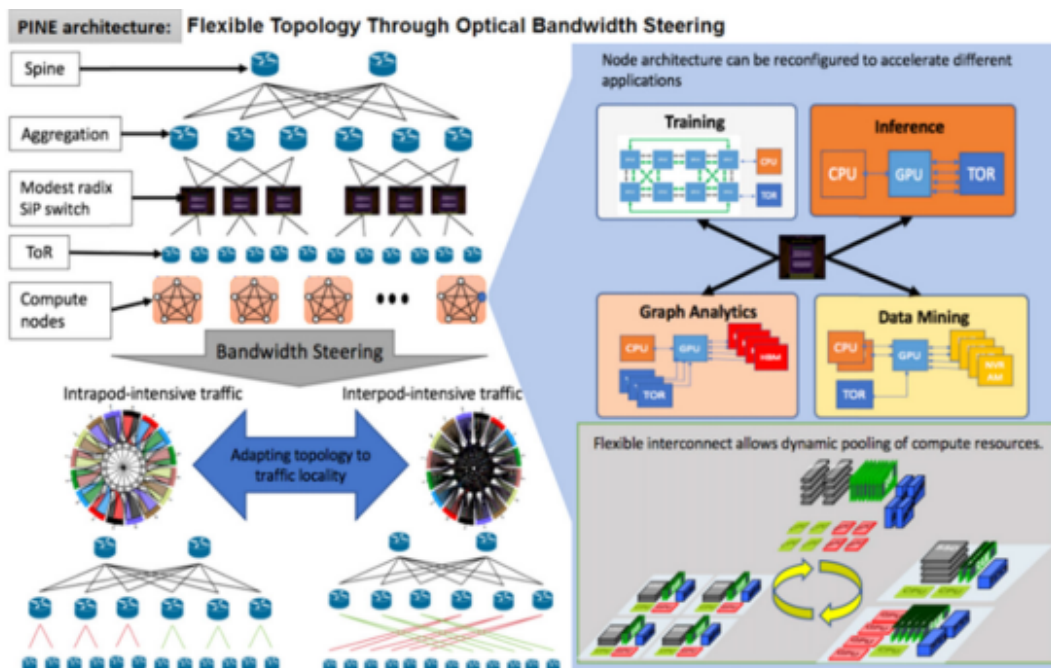 PINE architecture: Flexible Topology Through Optical Bandwidth Steering
Spine
Aggregation
Modest radix
SiP switch
ToR
Compute
nodes
Bandwidth Steering
Intrapod-intensive traffic
Interpod-intensive traffic
Adapting topology to
traffic locality
Node architecture can be reconfigured to accelerate different
applications
Training
CPU
TOR
Inference
CPU
GPU
TOR
Graph Analytics
CPU
GPU
HBM
TOR
Data Mining
CPU
GPU
NVR
AM
TOR
Flexible interconnect allows dynamic pooling of compute resources.